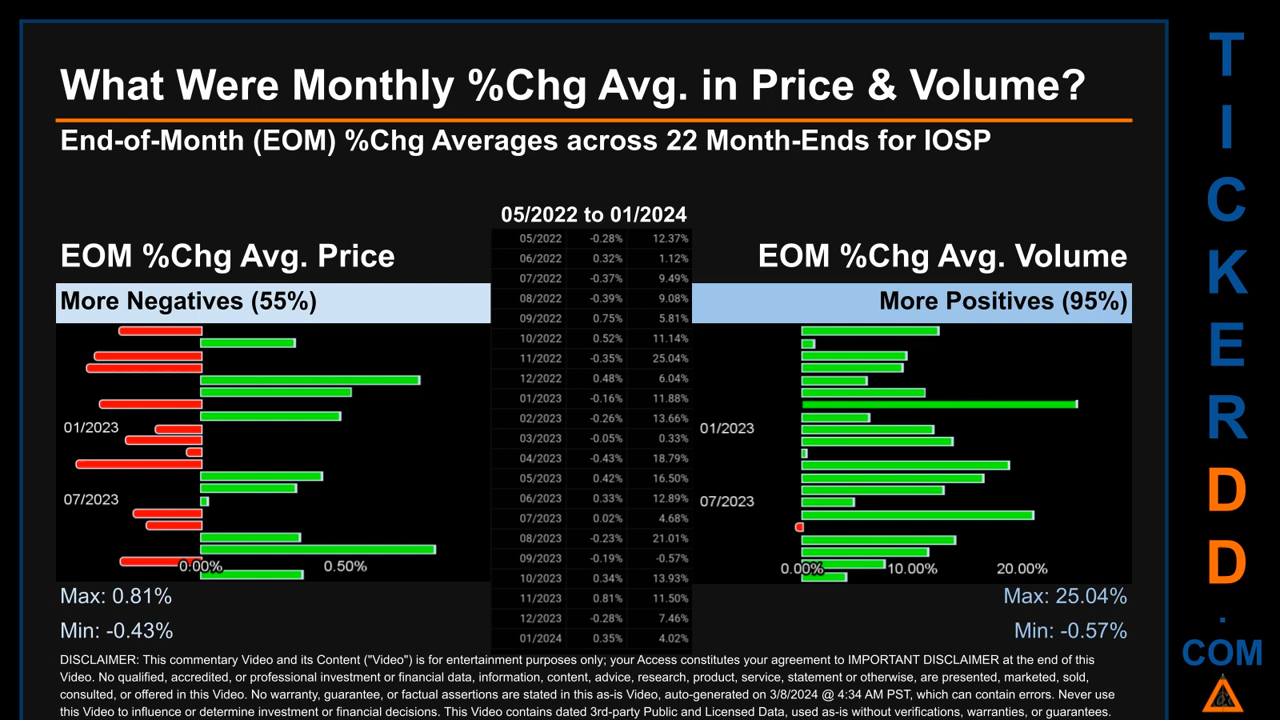 What Were Monthly %Chg Avg. in Price & Volume?
End-of-Month (EOM) %Chg Averages across 22 Month-Ends for IOSP
05/2022 to 01/2024
EOM %Chg Avg. Price
EOM %Chg Avg. Volume
More Negatives (55%)
More Positives (95%)
05/2022 -0.28% 12.37%
06/2022 0.32% 1.12%
07/2022 -0.37% 9.49%
08/2022 -0.39% 9.08%
09/2022 0.75% 5.81%
10/2022 0.52% 11.14%
11/2022 -0.35% 25.04%
12/2022 0.48% 6.04%
01/2023 -0.16% 11.88%
02/2023 -0.26% 13.66%
03/2023 -0.05% 0.33%
04/2023 -0.43% 18.79%
05/2023 0.42% 16.50%
06/2023 0.33% 12.89%
07/2023 0.02% 4.68%
08/2023 -0.23% 21.01%
09/2023 -0.19% -0.57%
10/2023 0.34% 13.93%
11/2023 0.81% 11.50%
12/2023 -0.28% 7.46%
01/2024 0.35% 4.02%
01/2023
07/2023
0.00% 0.50%
01/2023
07/2023
0.00% 10.00% 20.00%
Max: 0.81%
Min: -0.43%
Max: 25.04%
Min: -0.57%
DISCLAIMER: This commentary Video and its Content ("Video") is for entertainment purposes only; your Access constitutes your agreement to IMPORTANT DISCLAIMER at the end of this
Video. No qualified, accredited, or professional investment or financial data, information, content, advice, research, product, service, statement or otherwise, are presented, marketed, sold,
consulted, or offered in this Video. No warranty, guarantee, or factual assertions are stated in this as-is Video, auto-generated on 3/8/2024 @ 4:34 AM PST, which can contain errors. Never use
this Video to influence or determine investment or financial decisions. This Video contains dated 3rd-party Public and Licensed Data, used as-is without verifications, warranties, or guarantees.
T
I
C
K
E
R
D
D
.
COM